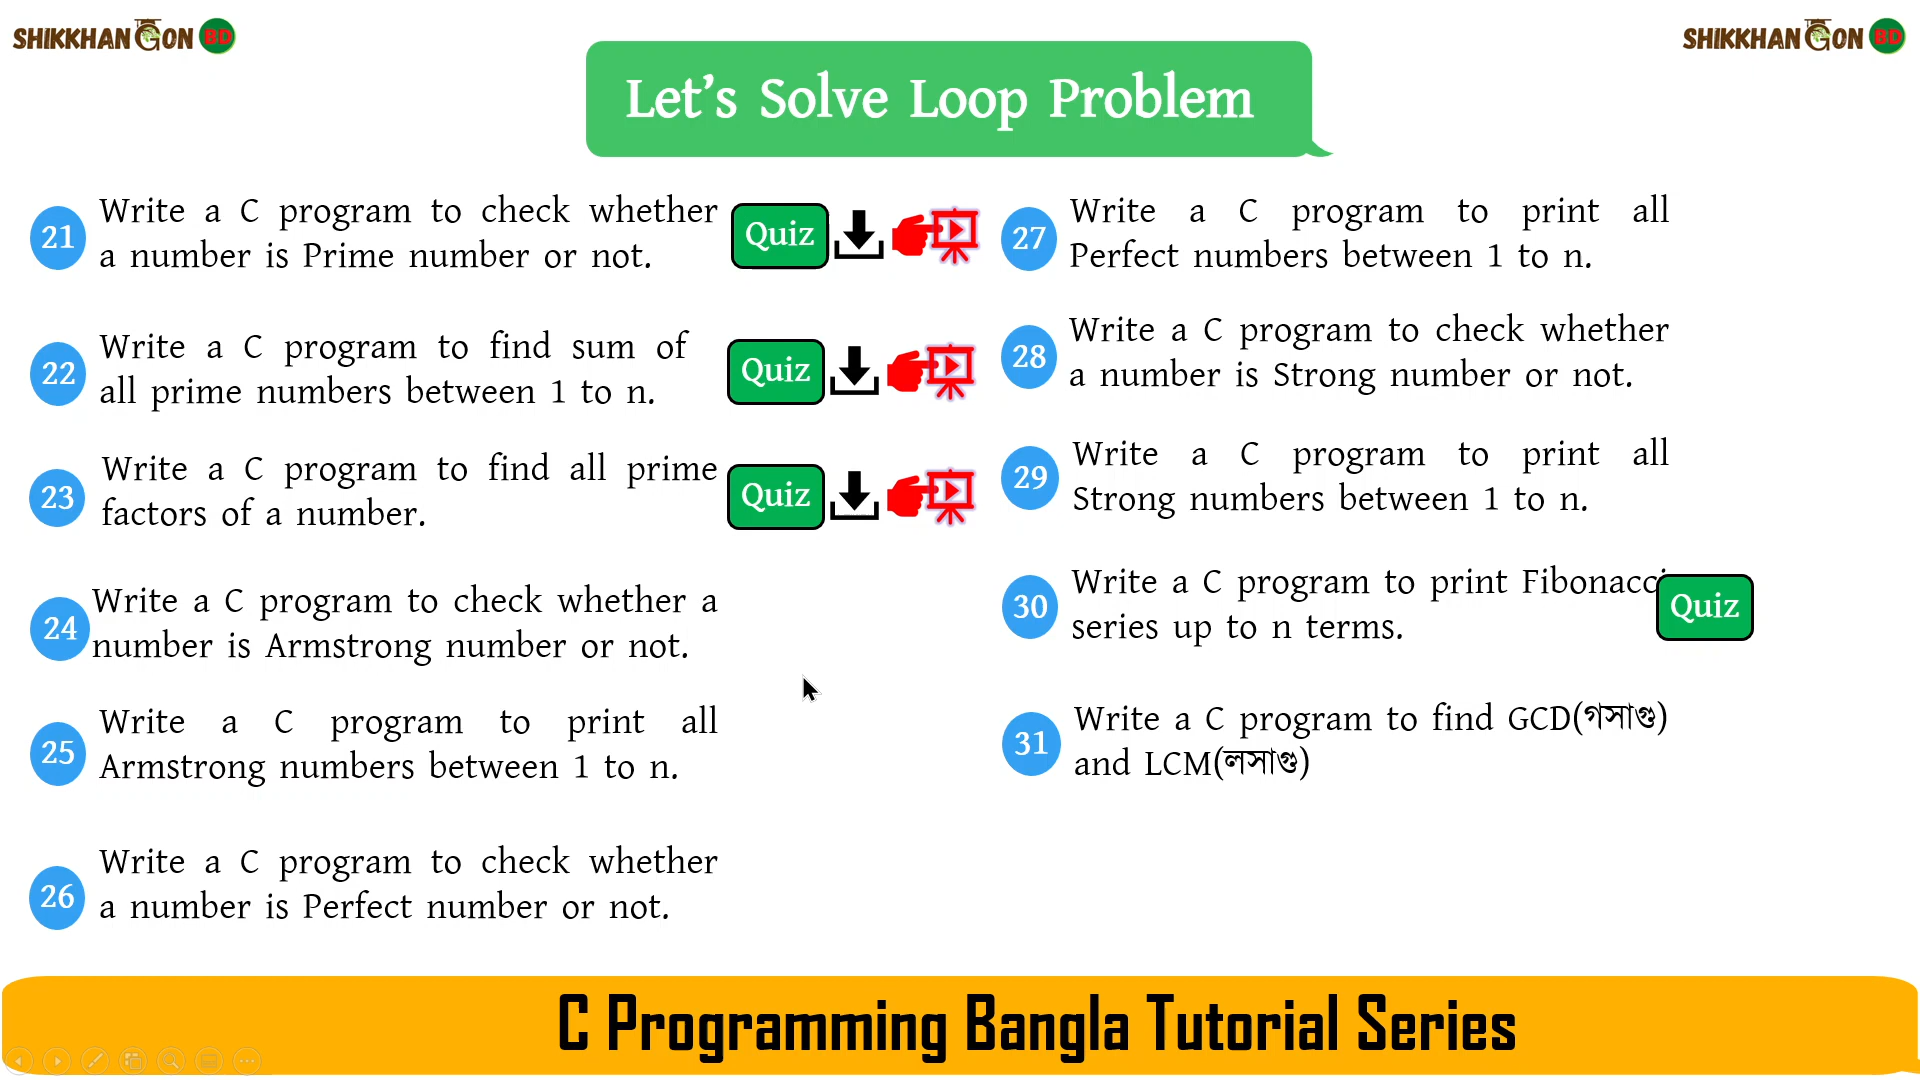 SHIKKHANGON BD
SHIKKHANGON BD
Let's Solve Loop Problem
21
Write a C program to check whether
a number is Prime number or not.
Quiz
22
Write a C program to find sum of
all prime numbers between 1 to n.
Quiz
23
Write a C program to find all prime
factors of a number.
Quiz
24
Write a C program to check whether a
number is Armstrong number or not.
25
Write a C program to print all
Armstrong numbers between 1 to n.
26
Write a C program to check whether
a number is Perfect number or not.
27
Write a C program to print all
Perfect numbers between 1 to n.
28
Write a C program to check whether
a number is Strong number or not.
29
Write a C program to print all
Strong numbers between 1 to n.
30
Write a C program to print Fibonacci
series up to n terms.
Quiz
31
Write a C program to find GCD(গসাগু)
and LCM(লসাগু)
C Programming Bangla Tutorial Series